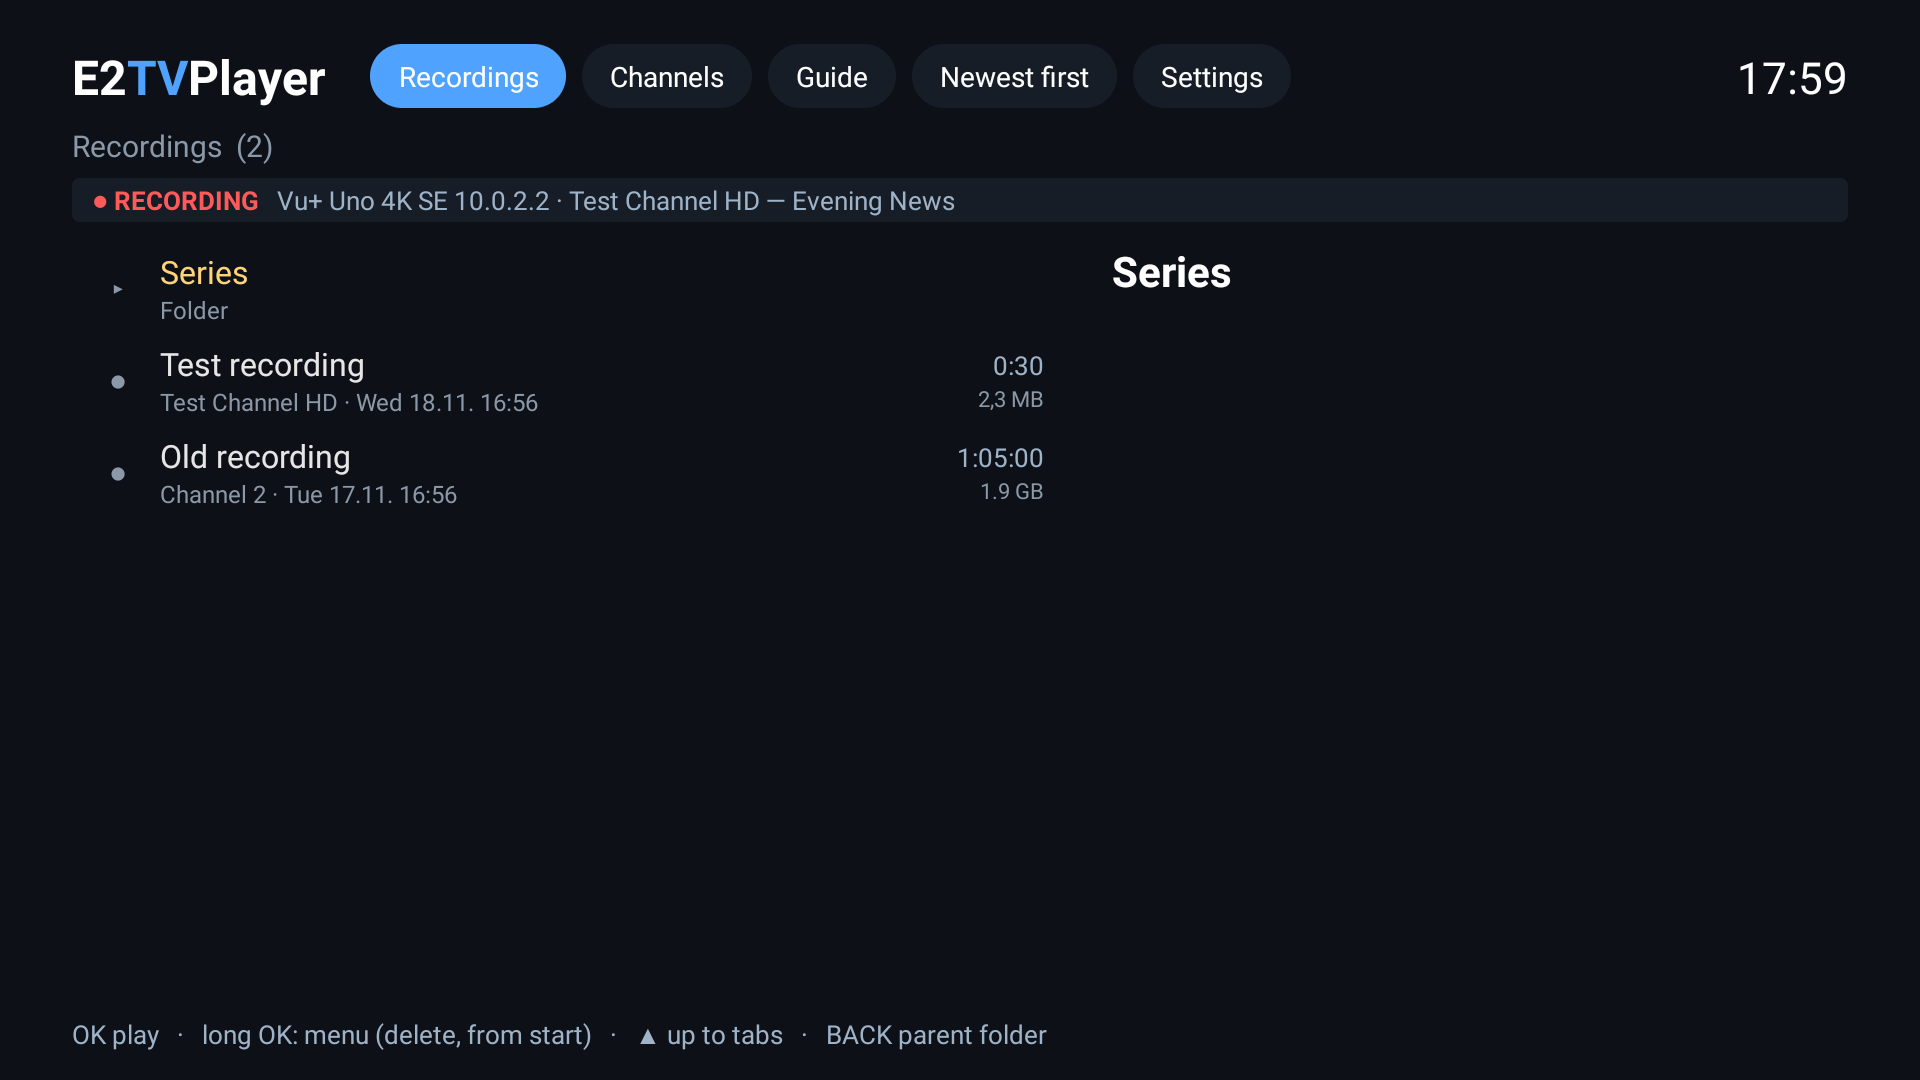 E2TVPlayer
Recordings
Channels
Guide
Newest first
Settings
17:59
Recordings (2)
● RECORDING Vu+ Uno 4K SE 10.0.2.2 · Test Channel HD — Evening News
Series
Folder
Series
Test recording
0:30
Test Channel HD · Wed 18.11. 16:56
2,3 MB
Old recording
1:05:00
Channel 2 · Tue 17.11. 16:56
1.9 GB
OK play · long OK: menu (delete, from start) · ▲ up to tabs · BACK parent folder